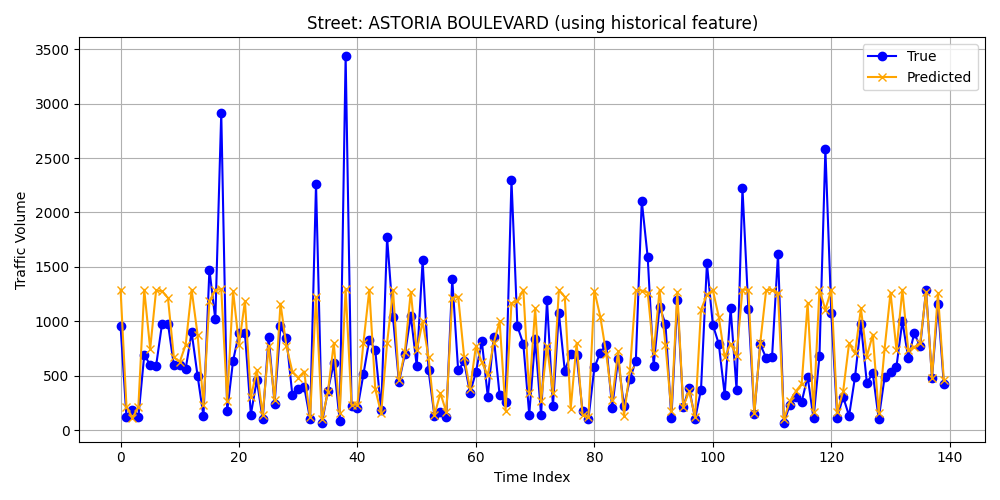 Street: ASTORIA BOULEVARD (using historical feature)
True
Predicted
3500
3000
2500
2000
1500
1000
500
0
Traffic Volume
0 20 40 60 80 100 120 140
Time Index